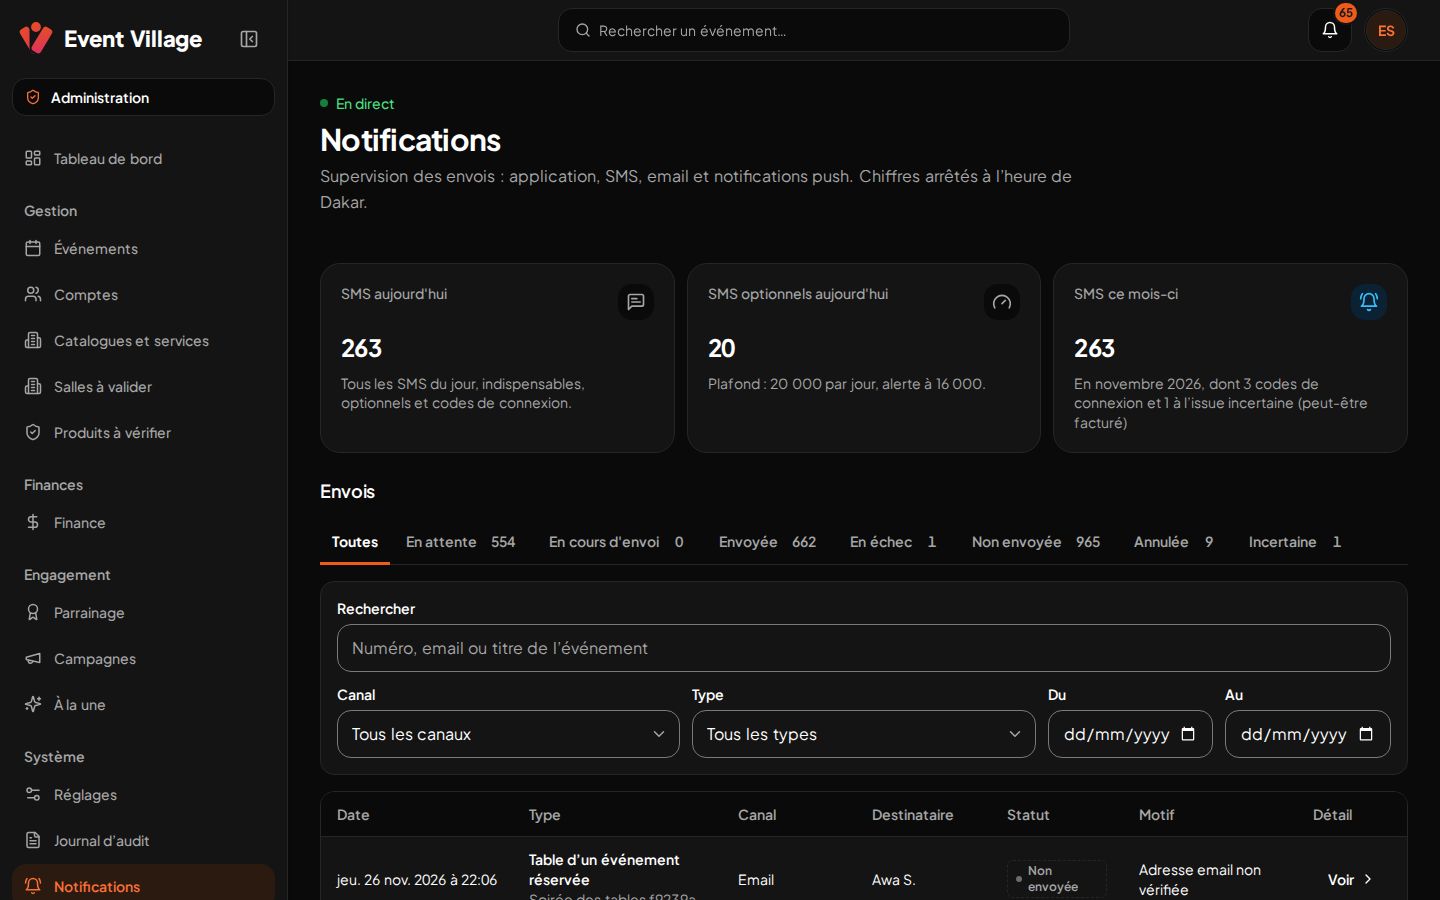 Event Village
Rechercher un événement...
65
ES
Administration
Tableau de bord
Gestion
Événements
Comptes
Catalogues et services
Salles à valider
Produits à vérifier
Finances
Finance
Engagement
Parrainage
Campagnes
À la une
Système
Réglages
Journal d'audit
Notifications
En direct
Notifications
Supervision des envois : application, SMS, email et notifications push. Chiffres arrêtés à l'heure de
Dakar.
SMS aujourd'hui
263
Tous les SMS du jour, indispensables,
optionnels et codes de connexion.
SMS optionnels aujourd'hui
20
Plafond : 20 000 par jour, alerte à 16 000.
SMS ce mois-ci
263
En novembre 2026, dont 3 codes de
connexion et 1 à l'issue incertaine (peut-être
facturé)
Envois
Toutes En attente 554 En cours d'envoi 0 Envoyée 662 En échec 1 Non envoyée 965 Annulée 9 Incertaine 1
Rechercher
Numéro, email ou titre de l'événement
Canal Type Du Au
Tous les canaux Tous les types dd/mm/yyyy dd/mm/yyyy
Date Type Canal Destinataire Statut Motif Détail
Table d'un événement
réservée
Soirée des tables f9239a
jeu. 26 nov. 2026 à 22:06
Email
Awa S.
Non
envoyée
Adresse email non
vérifiée
Voir